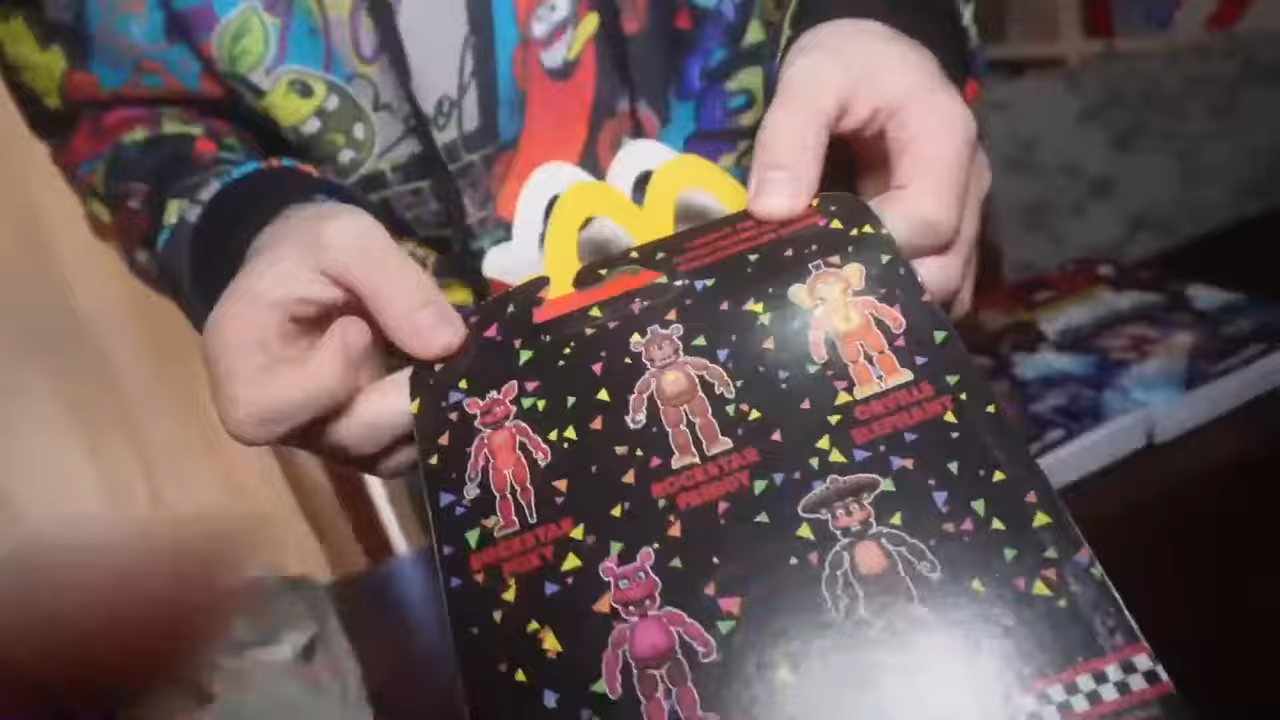 ORVILLE
ELEPHANT
ROCKSTAR
FREDDY
ROCKSTAR
FOXY